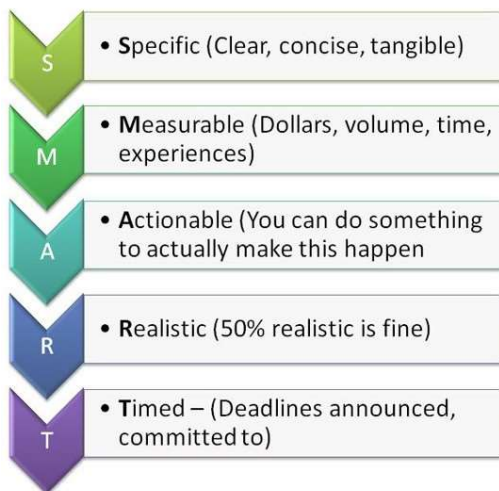 S
• Specific (Clear, concise, tangible)
M
• Measurable (Dollars, volume, time,
experiences)
A
• Actionable (You can do something
to actually make this happen
R
• Realistic (50% realistic is fine)
T
• Timed – (Deadlines announced,
committed to)